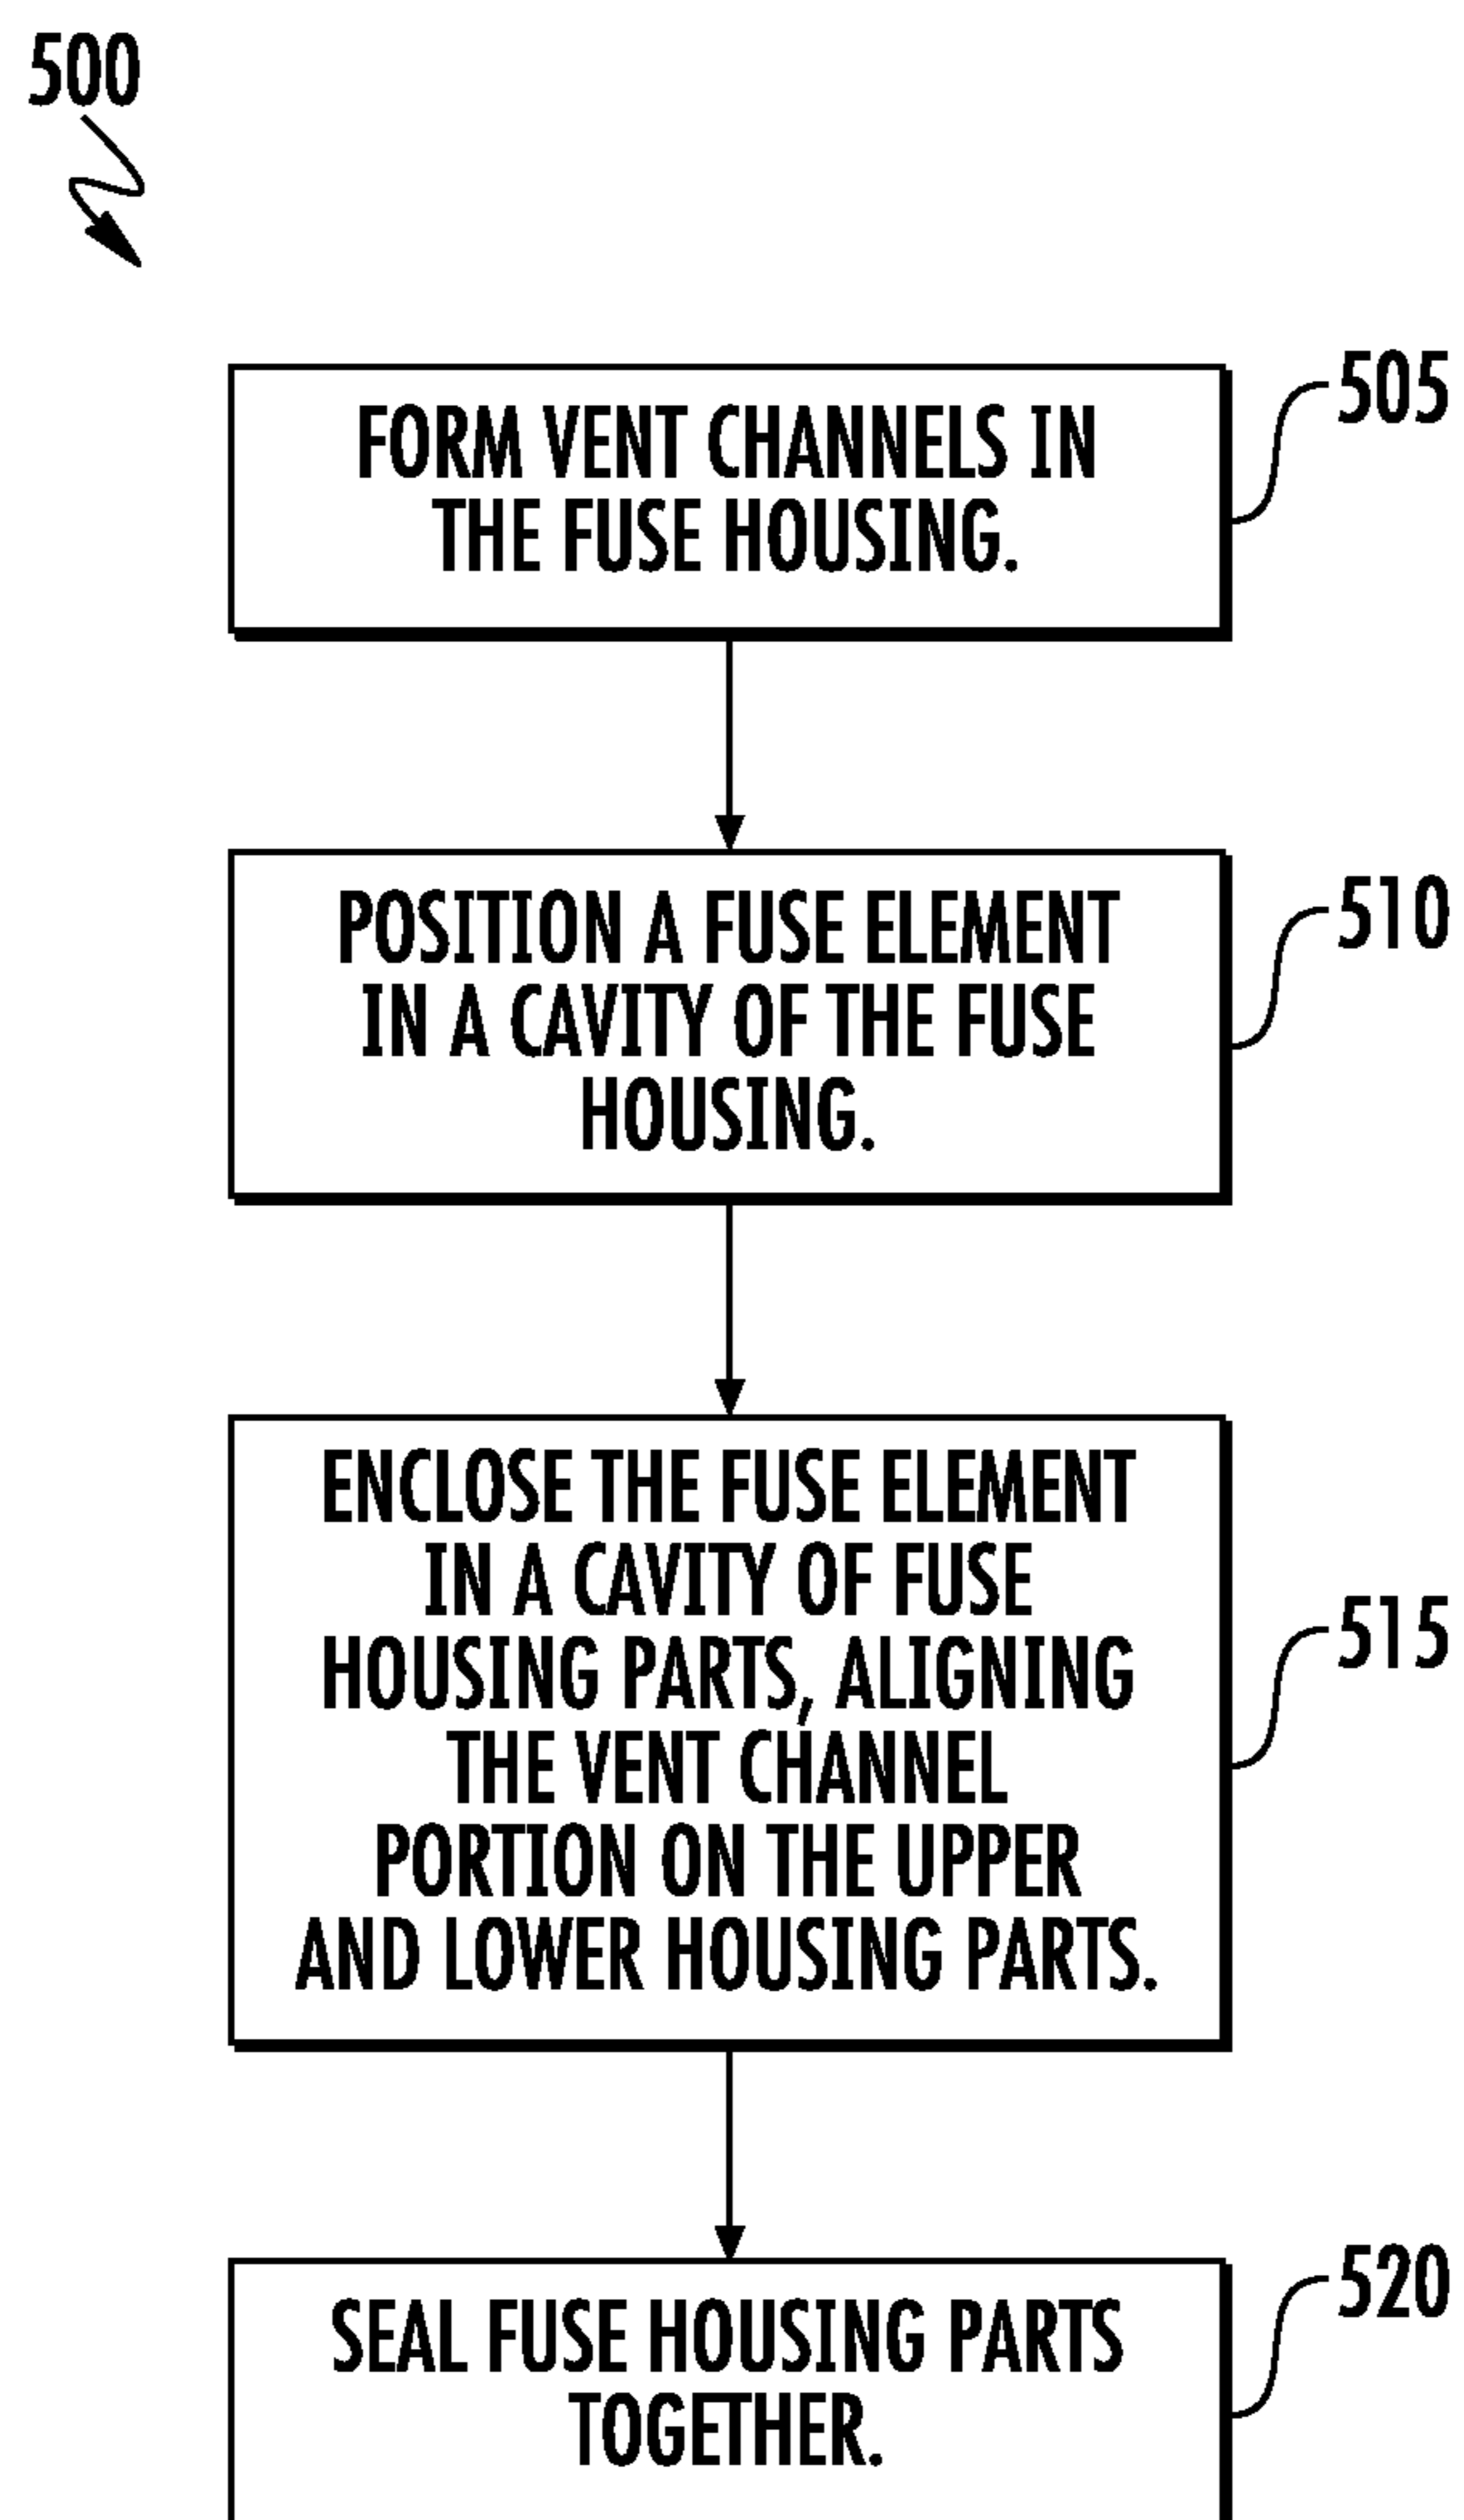 500
FORM VENT CHANNELS IN
THE FUSE HOUSING.
505
POSITION A FUSE ELEMENT
IN A CAVITY OF THE FUSE
HOUSING.
510
ENCLOSE THE FUSE ELEMENT
IN A CAVITY OF FUSE
HOUSING PARTS, ALIGNING
THE VENT CHANNEL
PORTION ON THE UPPER
AND LOWER HOUSING PARTS.
515
SEAL FUSE HOUSING PARTS
TOGETHER.
520